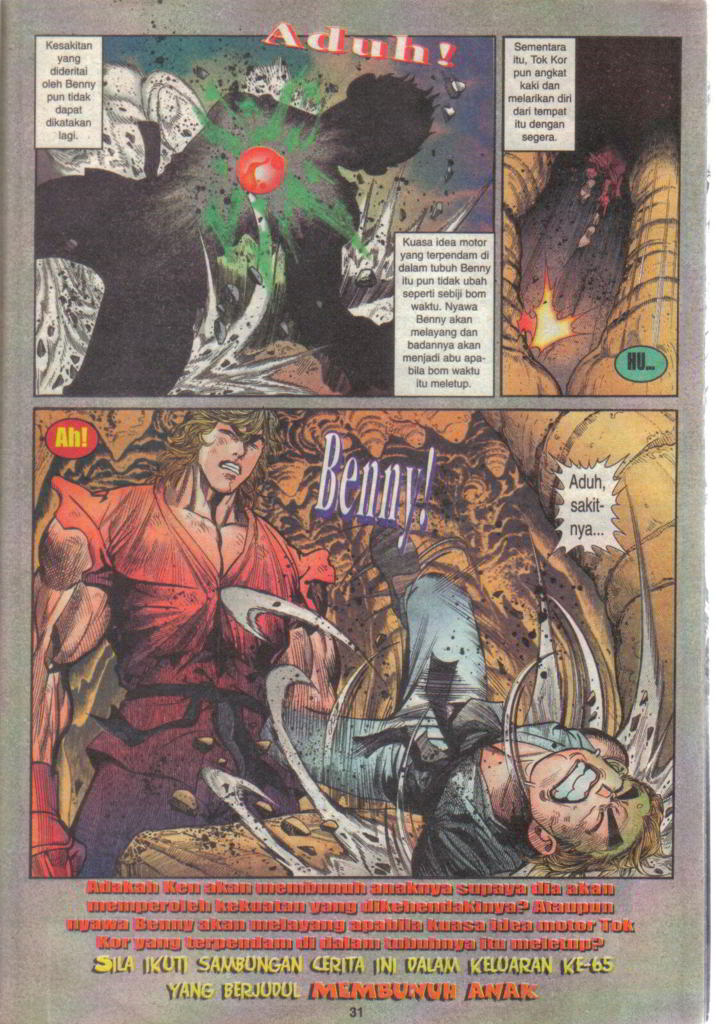 Aduh!
Kesakitan
yang
deritai
oleh Benny
pun tidak
dapat
dikatakan
lagi.
Kuasa idea motor
yang terpendam di
dalam tubuh Benny
itu pun tidak ubah
seperti sebiji bom
waktu. Nyawa
Benny akan
melayang dan
badannya akan
menjadi abu apa-
bila bom waktu
itu meletup.
Sementara
itu, Tok Kor
pun angkat
kaki dan
melarikan diri
dari tempat
itu dengan
segera.
HU...
Ah!
Benny!
Aduh,
sakit-
nya...
Adakah Ken akan membunuh anaknya supaya dia akan
memperoleh kekuatan yang dikehendakinya? Ataupun
nyawa Benny akan melayang apabila kuasa idea motor Tok
Kor yang terpendam di dalam tubuhnya itu meletup?
SILA IKUTI SAMBUNGAN CERITA INI DALAM KELUARAN KE-65
YANG BERJUDUL MEMBUNUH ANAK
31